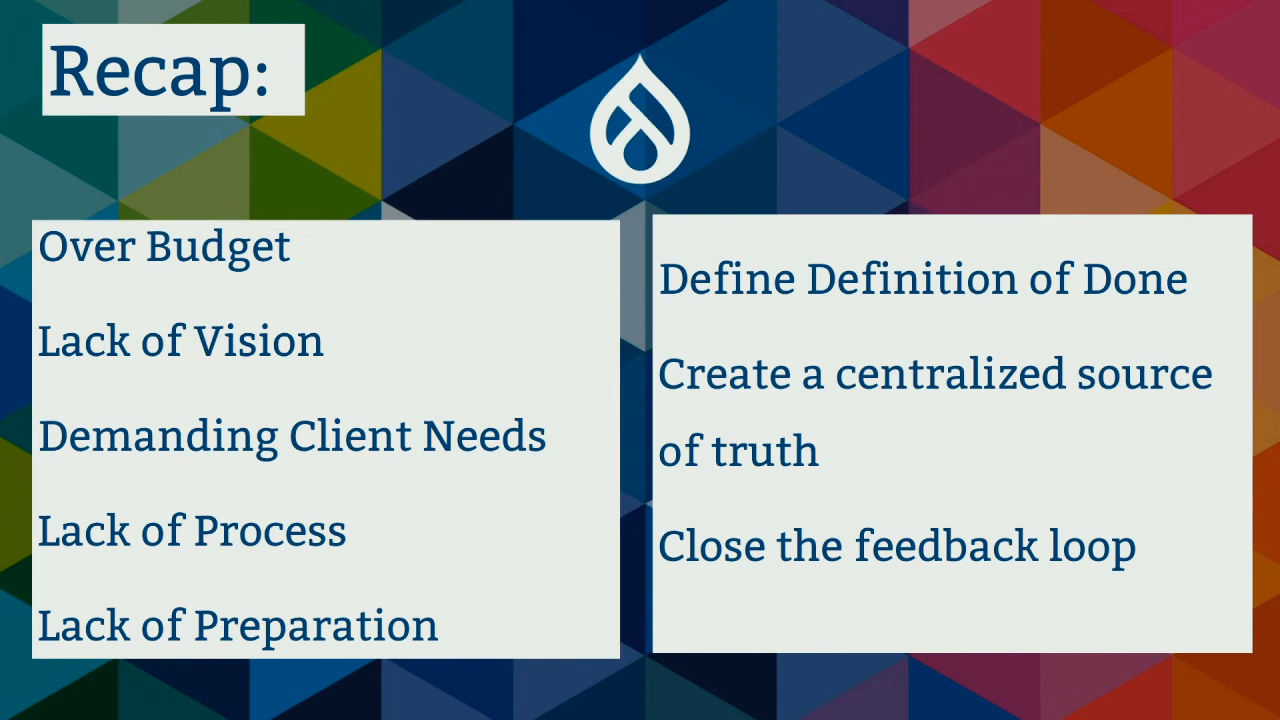 Recap:
Over Budget
Lack of Vision
Demanding Client Needs
Lack of Process
Lack of Preparation
Define Definition of Done
Create a centralized source
of truth
Close the feedback loop